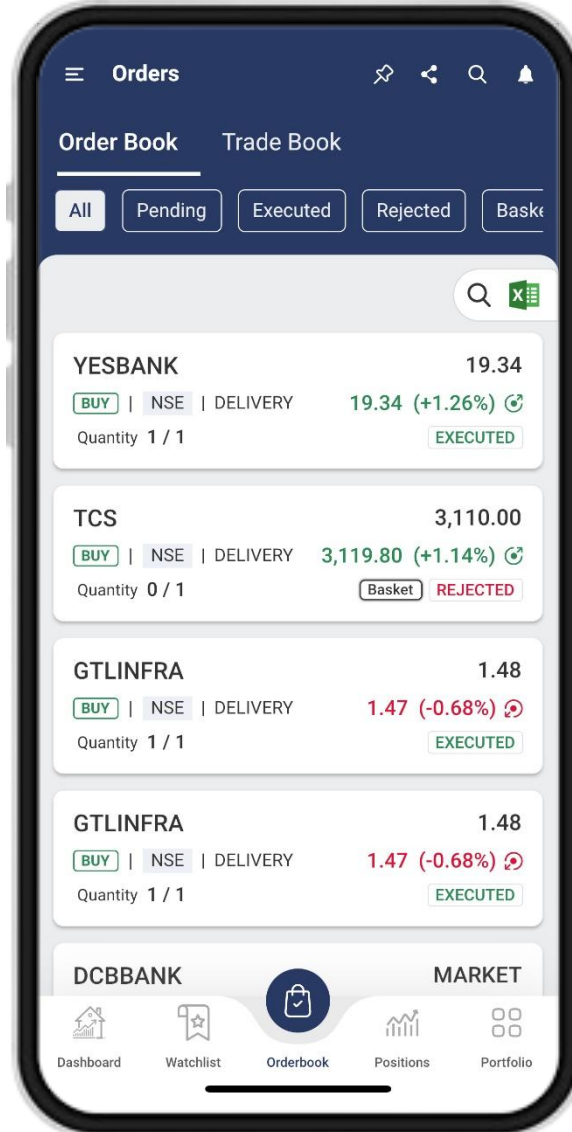 Orders
Order Book Trade Book
All Pending Executed Rejected Baske
YESBANK 19.34
BUY | NSE | DELIVERY 19.34 (+1.26%)
Quantity 1 / 1 EXECUTED
TCS 3,110.00
BUY | NSE | DELIVERY 3,119.80 (+1.14%)
Quantity 0 / 1 Basket REJECTED
GTLINFRA 1.48
BUY | NSE | DELIVERY 1.47 (-0.68%)
Quantity 1 / 1 EXECUTED
GTLINFRA 1.48
BUY | NSE | DELIVERY 1.47 (-0.68%)
Quantity 1 / 1 EXECUTED
DCBBANK MARKET
Dashboard Watchlist Orderbook Positions Portfolio